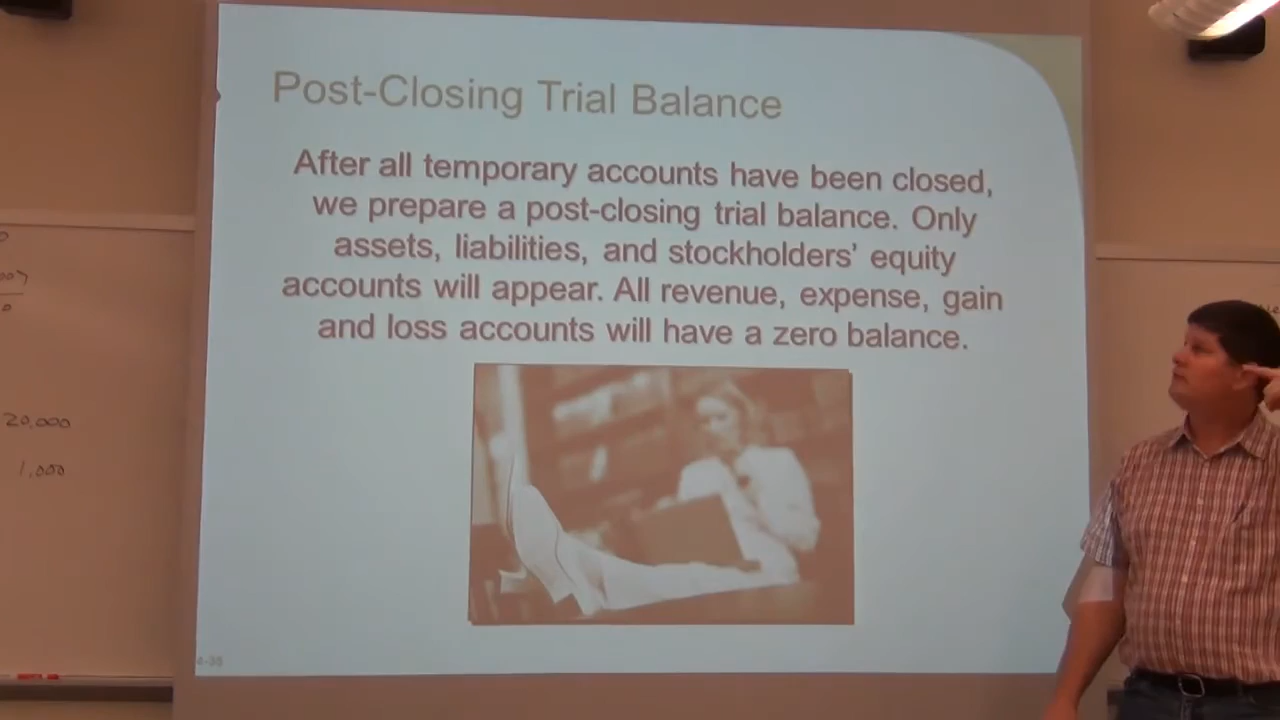 Post-Closing Trial Balance
After all temporary accounts have been closed,
we prepare a post-closing trial balance. Only
assets, liabilities, and stockholders' equity
accounts will appear. All revenue, expense, gain
and loss accounts will have a zero balance.
20,000
1,000
4-35